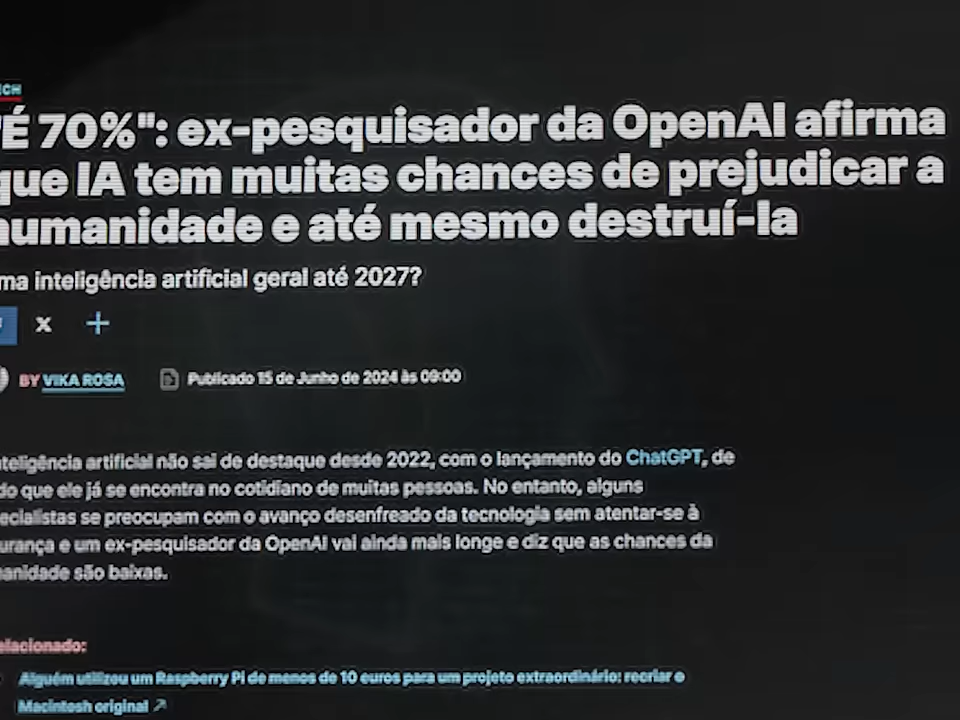 ECH
"É 70%": ex-pesquisador da OpenAI afirma
que IA tem muitas chances de prejudicar a
humanidade e até mesmo destruí-la
ma inteligência artificial geral até 2027?
BY VIKA ROSA
Publicado 15 de Junho de 2024 às 09:00
nteligência artificial não sai de destaque desde 2022, com o lançamento do ChatGPT, de
do que ele já se encontra no cotidiano de muitas pessoas. No entanto, alguns
pecialistas se preocupam com o avanço desenfreado da tecnologia sem atentar-se à
urança e um ex-pesquisador da OpenAI vai ainda mais longe e diz que as chances da
manidade são baixas.
elacionado:
Alguém utilizou um Raspberry Pi de menos de 10 euros para um projeto extraordinário: recriar o
Macintosh original ↗